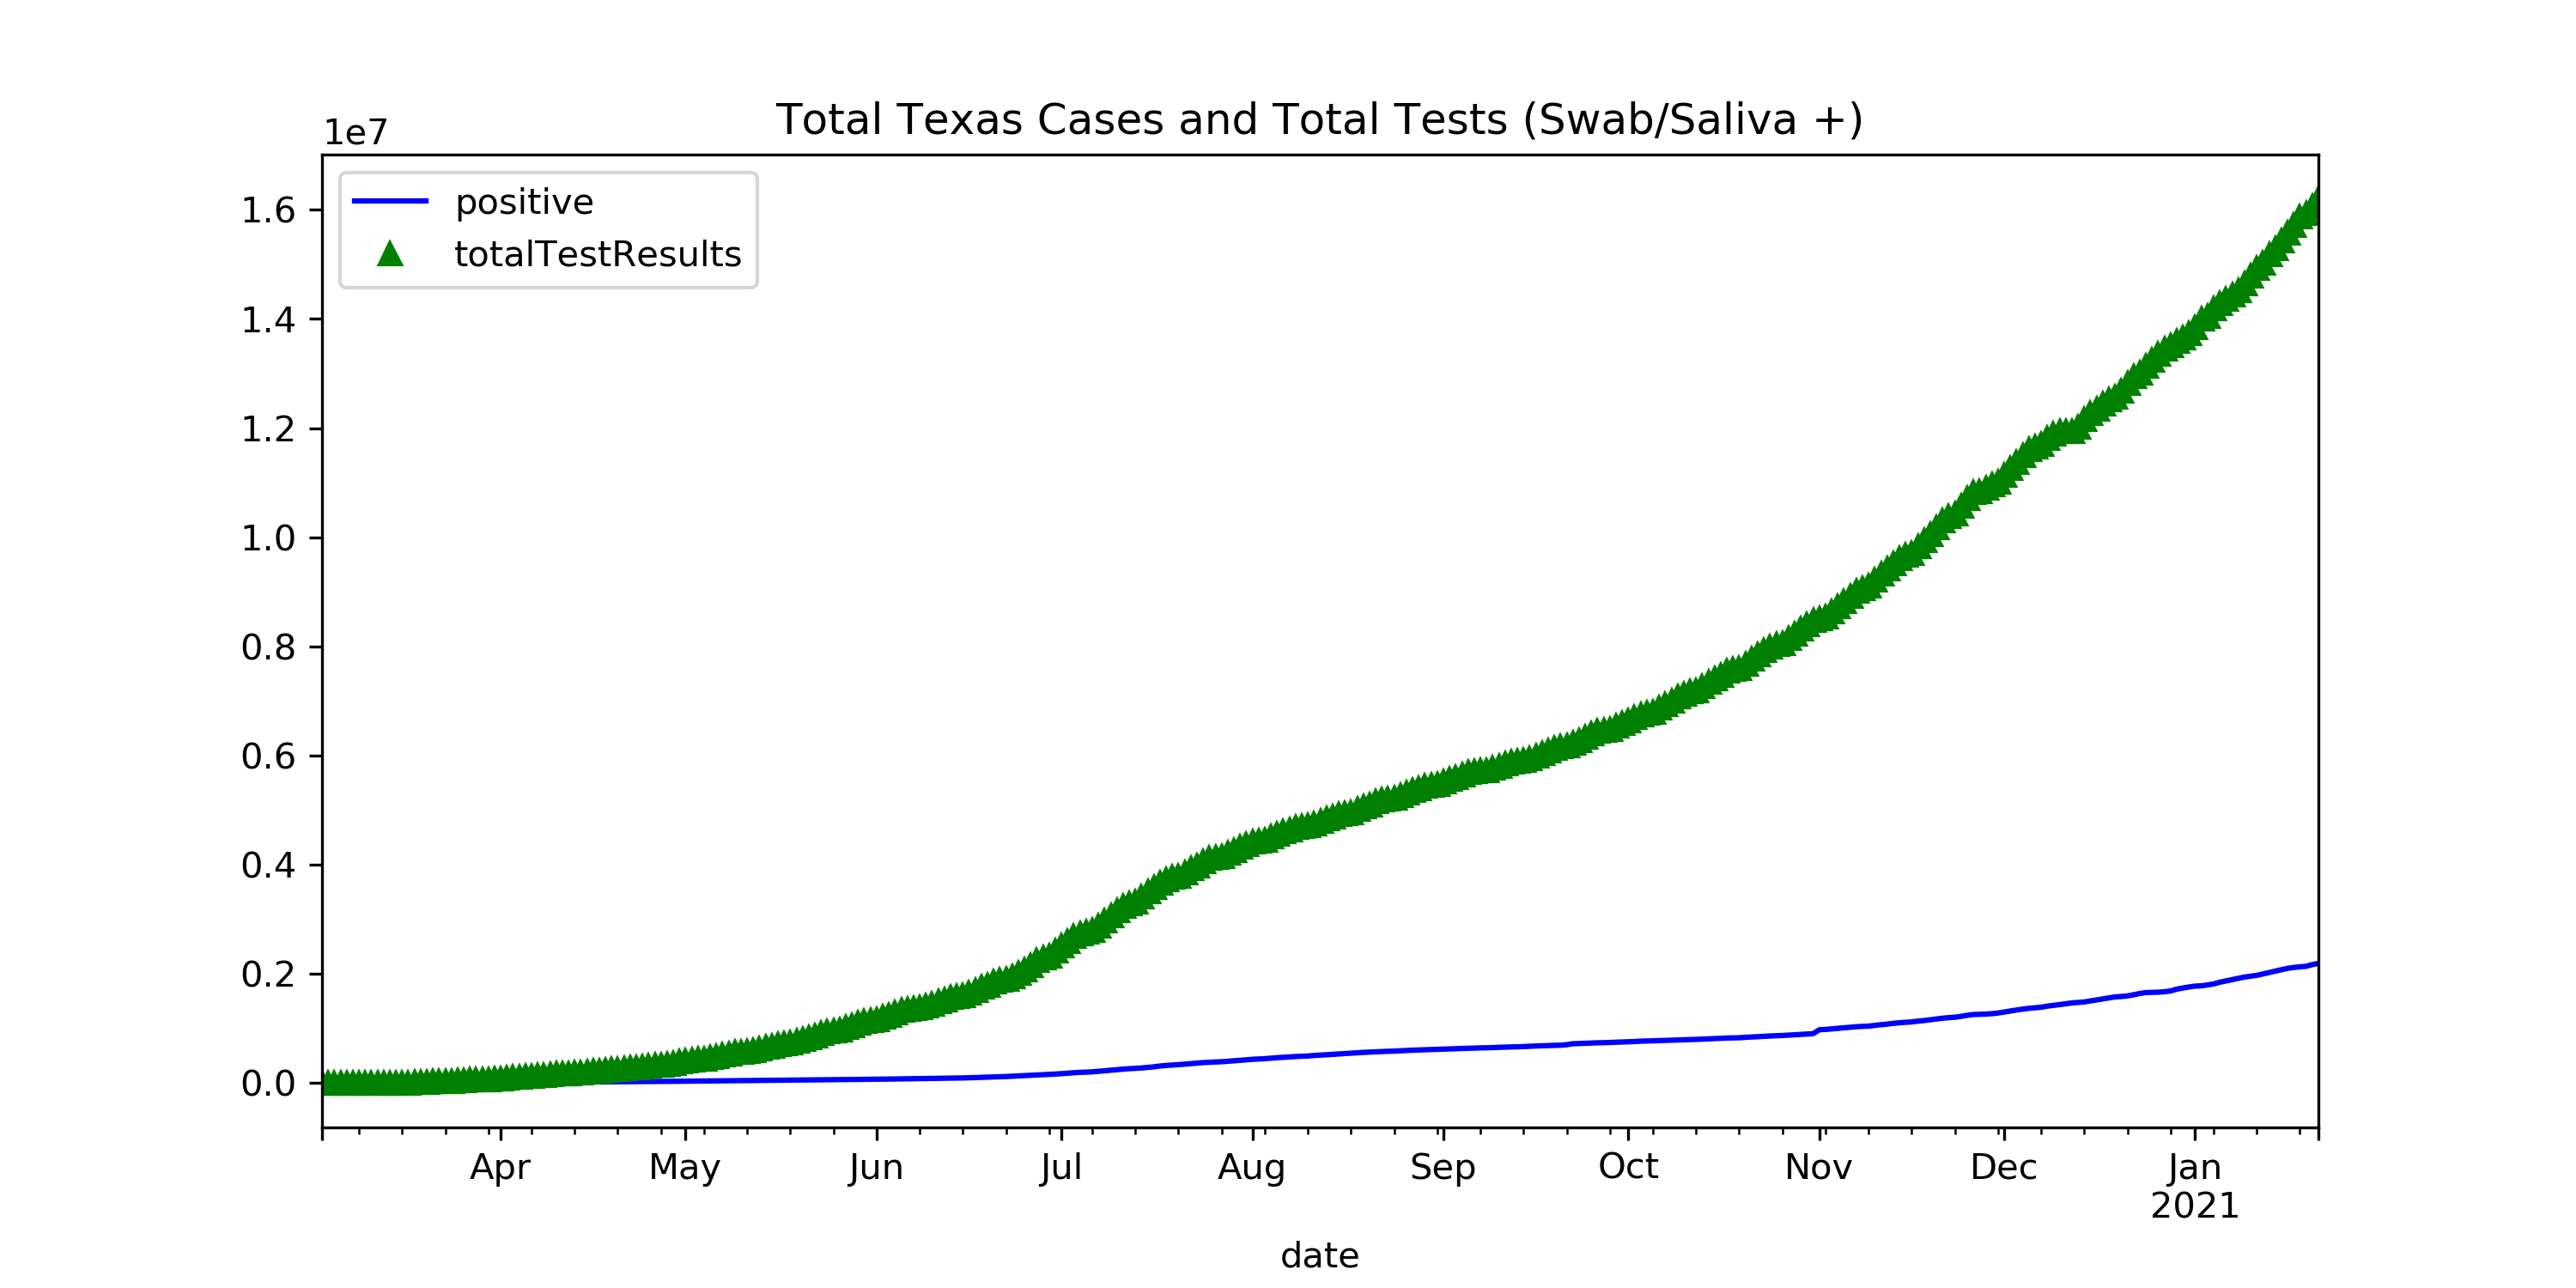 Total Texas Cases and Total Tests (Swab/Saliva +)
1e7
positive
totalTestResults
1.6
1.4
1.2
1.0
0.8
0.6
0.4
0.2
0.0
Apr May Jun Jul Aug Sep Oct Nov Dec Jan
2021
date